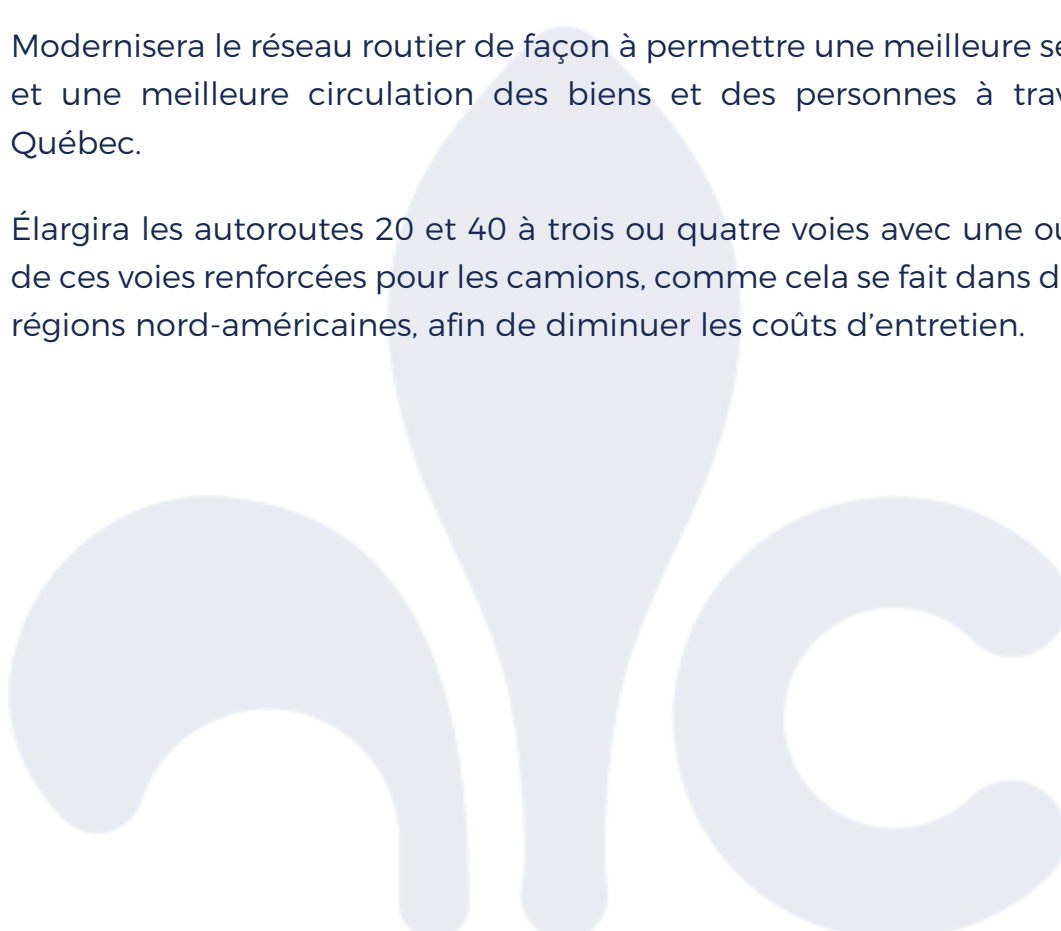 Modernisera le réseau routier de façon à permettre une meilleure
et une meilleure circulation des biens et des personnes à
Québec.
Élargira les autoroutes 20 et 40 à trois ou quatre voies avec une
de ces voies renforcées pour les camions, comme cela se fait dans
régions nord-américaines, afin de diminuer les coûts d’entretien.